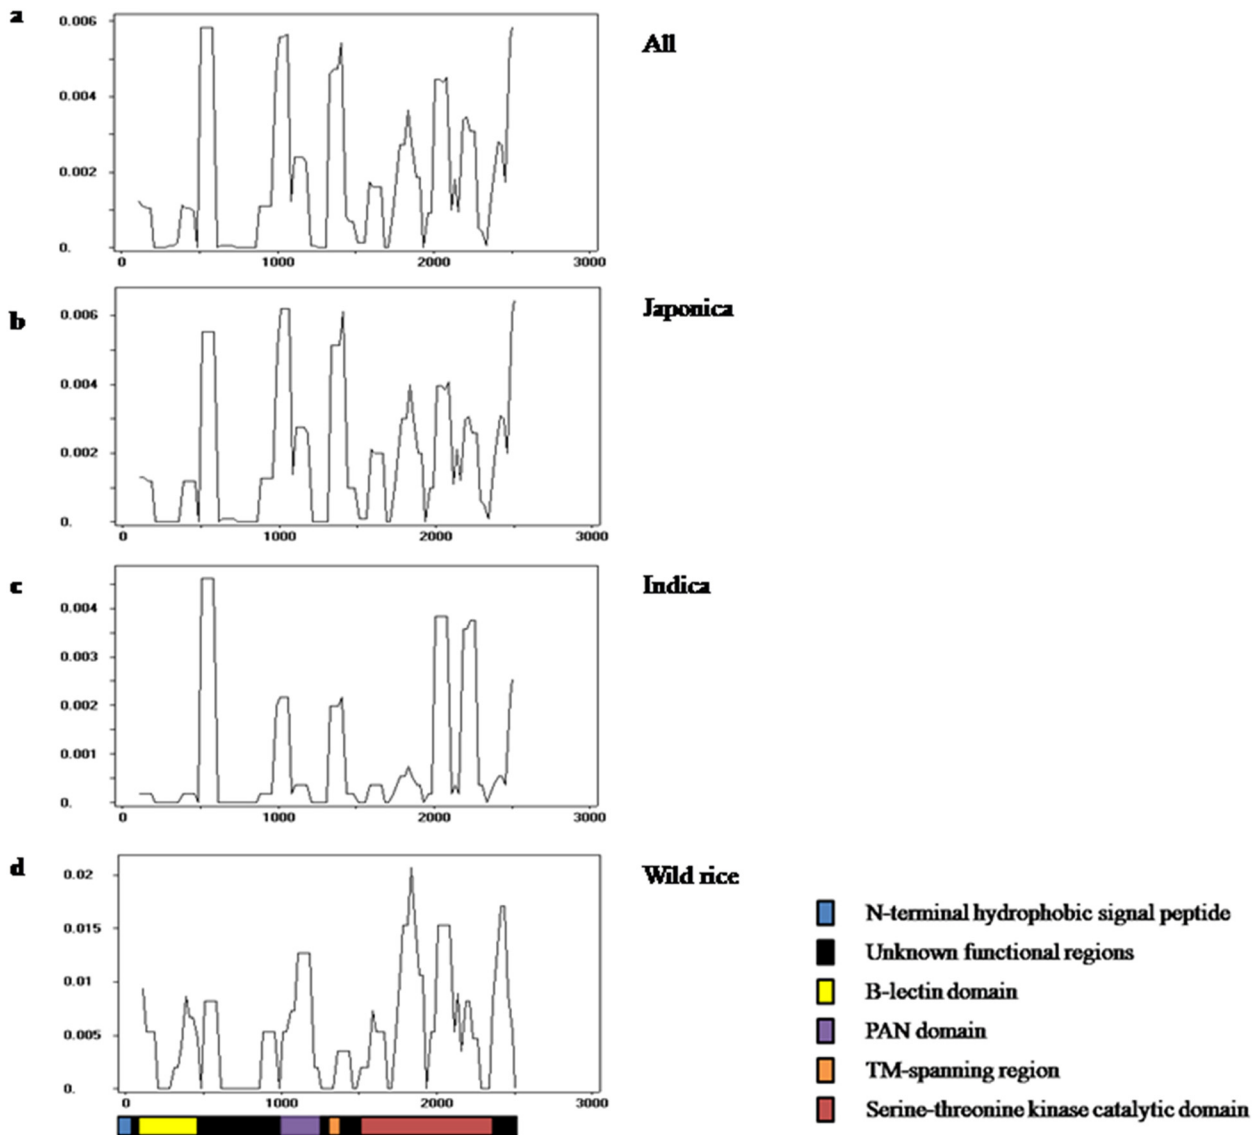 a
All
0.006
0.004
0.002
0.
0 1000 2000 3000
b
Japonica
0.006
0.004
0.002
0.
0 1000 2000 3000
c
Indica
0.004
0.003
0.002
0.001
0.
0 1000 2000 3000
d
Wild rice
0.02
0.015
0.01
0.005
0.
0 1000 2000 3000
N-terminal hydrophobic signal peptide
Unknown functional regions
B-lectin domain
PAN domain
TM-spanning region
Serine-threonine kinase catalytic domain